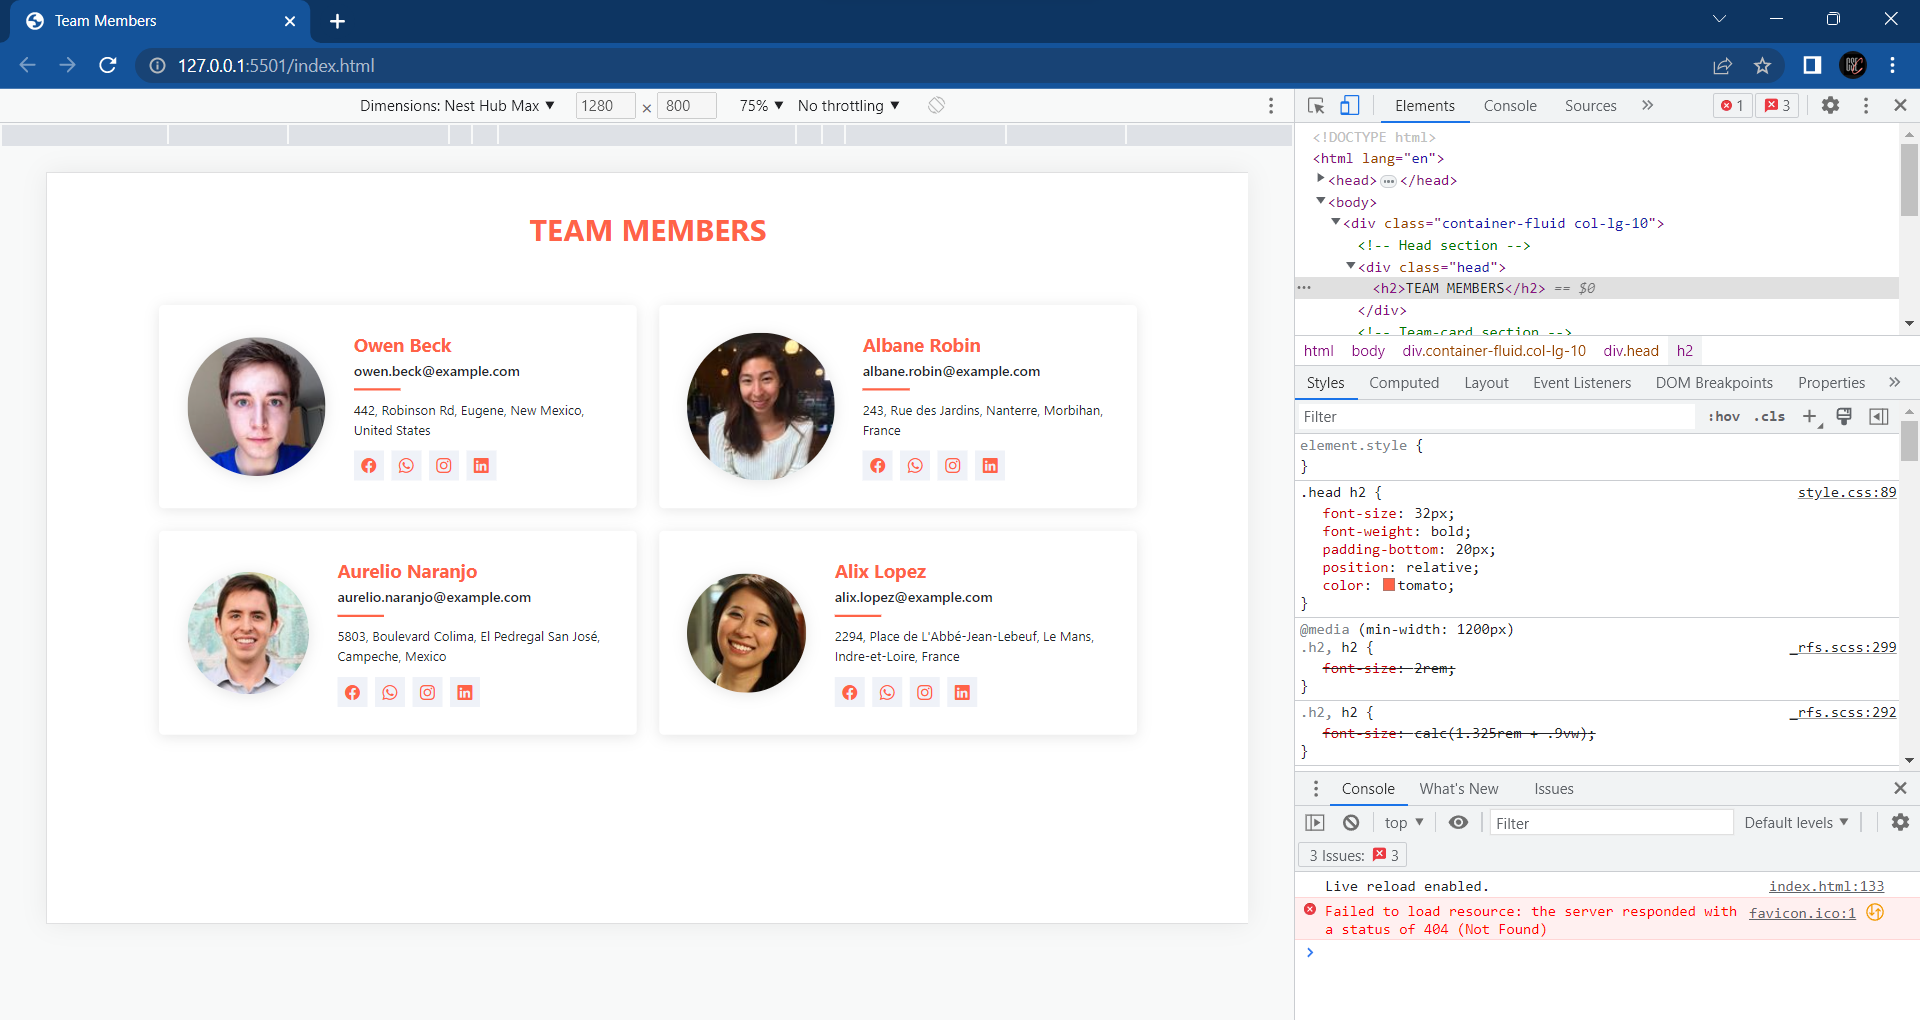 Team Members
127.0.0.1:5501/index.html
Dimensions: Nest Hub Max ▼ 1280 × 800 75% ▼ No throttling ▼
Elements Console Sources » 1 3
TEAM MEMBERS
Owen Beck
owen.beck@example.com
442, Robinson Rd, Eugene, New Mexico,
United States
Albane Robin
albane.robin@example.com
243, Rue des Jardins, Nanterre, Morbihan,
France
Aurelio Naranjo
aurelio.naranjo@example.com
5803, Boulevard Colima, El Pedregal San José,
Campeche, Mexico
Alix Lopez
alix.lopez@example.com
2294, Place de L'Abbé-Jean-Lebeuf, Le Mans,
Indre-et-Loire, France
<!DOCTYPE html>
<html lang="en">
<head>…</head>
<body>
<div class="container-fluid col-lg-10">
<!-- Head section -->
<div class="head">
<h2>TEAM MEMBERS</h2> == $0
</div>
<!-- Team-card section -->
html body div.container-fluid.col-lg-10 div.head h2
Styles Computed Layout Event Listeners DOM Breakpoints Properties »
Filter :hov .cls +
element.style {
}
.head h2 { style.css:89
font-size: 32px;
font-weight: bold;
padding-bottom: 20px;
position: relative;
color: tomato;
}
@media (min-width: 1200px)
.h2, h2 { _rfs.scss:299
font-size: 2rem;
}
.h2, h2 { _rfs.scss:292
font-size: calc(1.325rem + .9vw);
}
Console What's New Issues
top ▼ Filter Default levels ▼
3 Issues: 3
Live reload enabled. index.html:133
Failed to load resource: the server responded with favicon.ico:1
a status of 404 (Not Found)